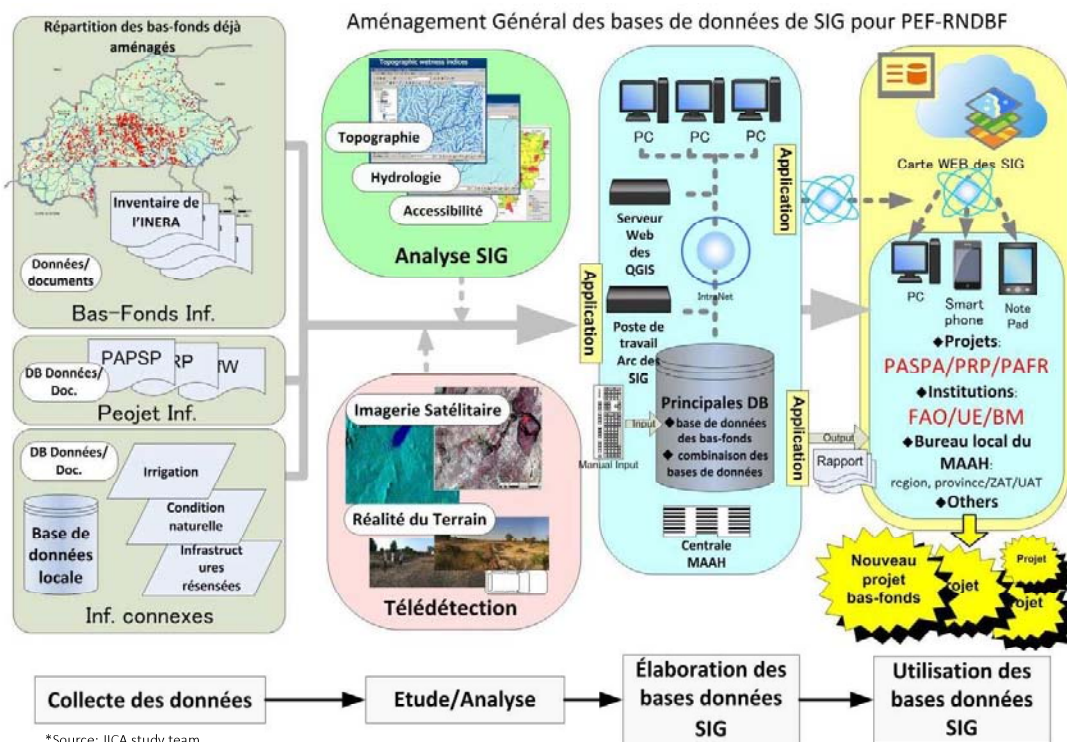 Aménagement Général des bases de données de SIG pour PEF-RNDBF
Répartition des bas-fonds déjà
aménagés
Inventaire de
l'INERA
Données/
documents
Bas-Fonds Inf.
PAPSP
RP
fW
DB Données/
Doc.
Peojet Inf.
DB Données/
Doc.
Irrigation
Condition
naturelle
Infrastruct
ures
résensées
Base de
données
locale
Inf. connexes
Topographic wetness indices
Topographie
Hydrologie
Accessibilité
Analyse SIG
Imagerie Satélitaire
Réalité du Terrain
Télédétection
Application
PC
PC
PC
Serveur
Web
des
QGIS
IntraNet
Poste de
travail
Arc des
SIG
Manual Input
Input
Principales DB
◆ base de données
des bas-fonds
◆ combinaison des
bases de données
Centrale
MAAH
Application
Application
Output
Rapport
Carte WEB des SIG
PC
Smart
phone
Note
Pad
◆Projets:
PASPA/PRP/PAFR
◆Institutions:
FAO/UE/BM
◆Bureau local du
MAAH:
region, province/ZAT/UAT
◆Others
Nouveau
projet
bas-fonds
rojet
Projet
rojet
Collecte des données
Etude/Analyse
Élaboration des
bases données
SIG
Utilisation des
bases données
SIG
*Source: JICA study team